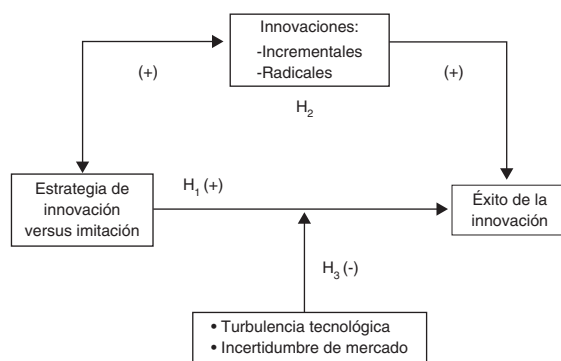 Innovaciones:
-Incrementales
-Radicales
(+)
(+)
H2
Estrategia de
innovación
versus imitación
H1 (+)
Éxito de la
innovación
H3 (-)
• Turbulencia tecnológica
• Incertidumbre de mercado